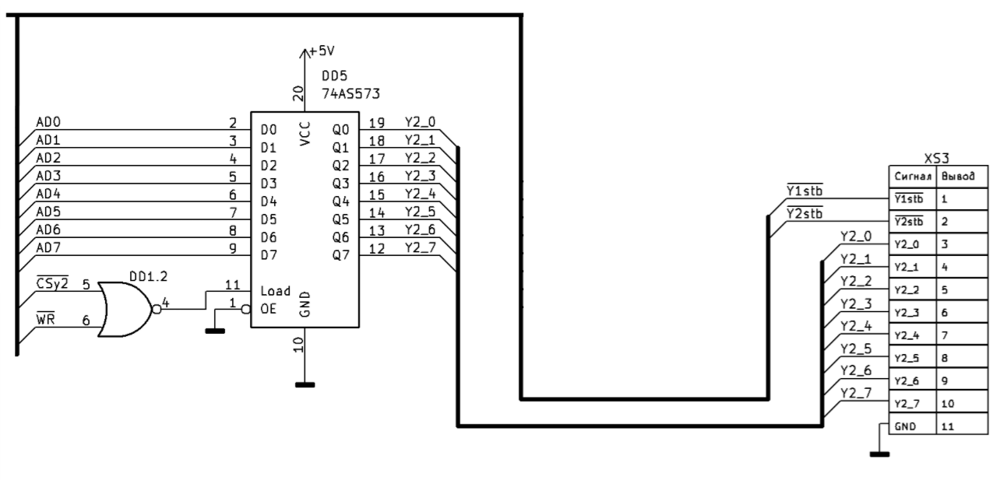 +5V
DD5
74AS573
20
AD0 2 D0 VCC Q0 19 Y2_0
AD1 3 D1 Q1 18 Y2_1
AD2 4 D2 Q2 17 Y2_2
AD3 5 D3 Q3 16 Y2_3
AD4 6 D4 Q4 15 Y2_4
AD5 7 D5 Q5 14 Y2_5
AD6 8 D6 Q6 13 Y2_6
AD7 9 D7 Q7 12 Y2_7
DD1.2
CSy2 5 4 11 Load
WR 6 1 OE GND
10
XS3
Сигнал Вывод
Y1stb Y1stb 1
Y2stb Y2stb 2
Y2_0 Y2_0 3
Y2_1 Y2_1 4
Y2_2 Y2_2 5
Y2_3 Y2_3 6
Y2_4 Y2_4 7
Y2_5 Y2_5 8
Y2_6 Y2_6 9
Y2_7 Y2_7 10
GND 11